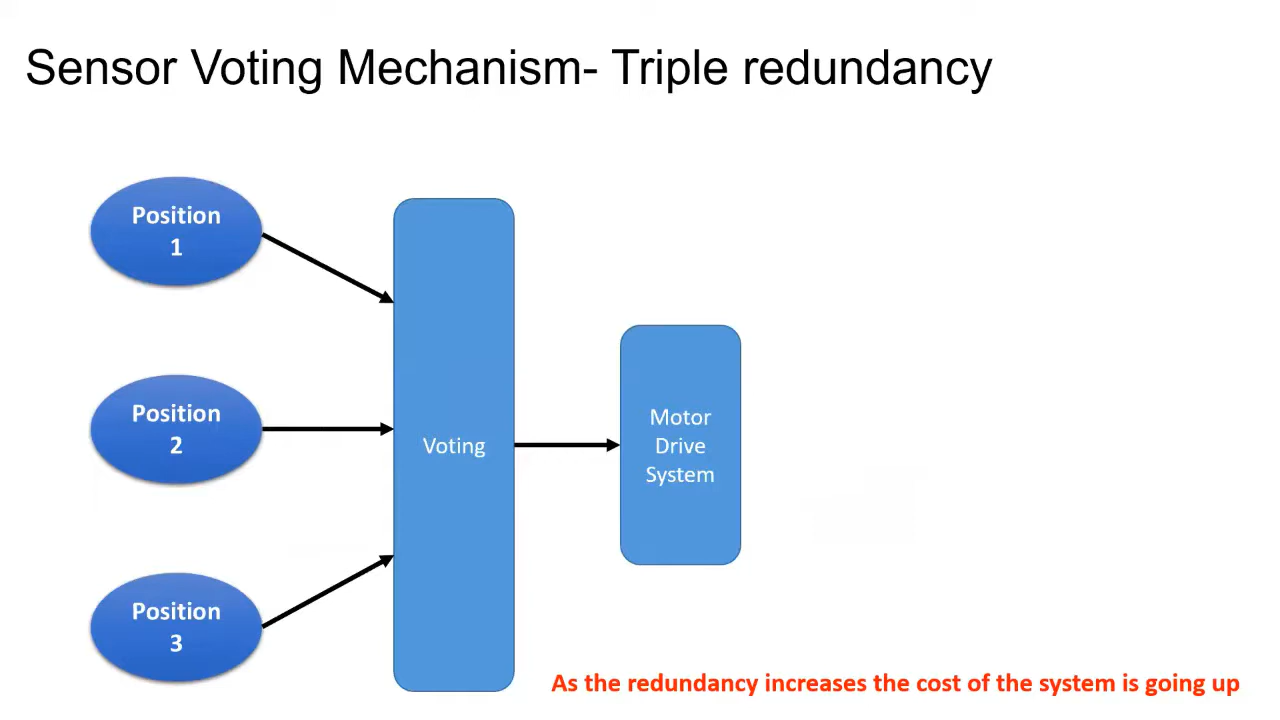 Sensor Voting Mechanism- Triple redundancy
Position
1
Position
2
Position
3
Voting
Motor
Drive
System
As the redundancy increases the cost of the system is going up